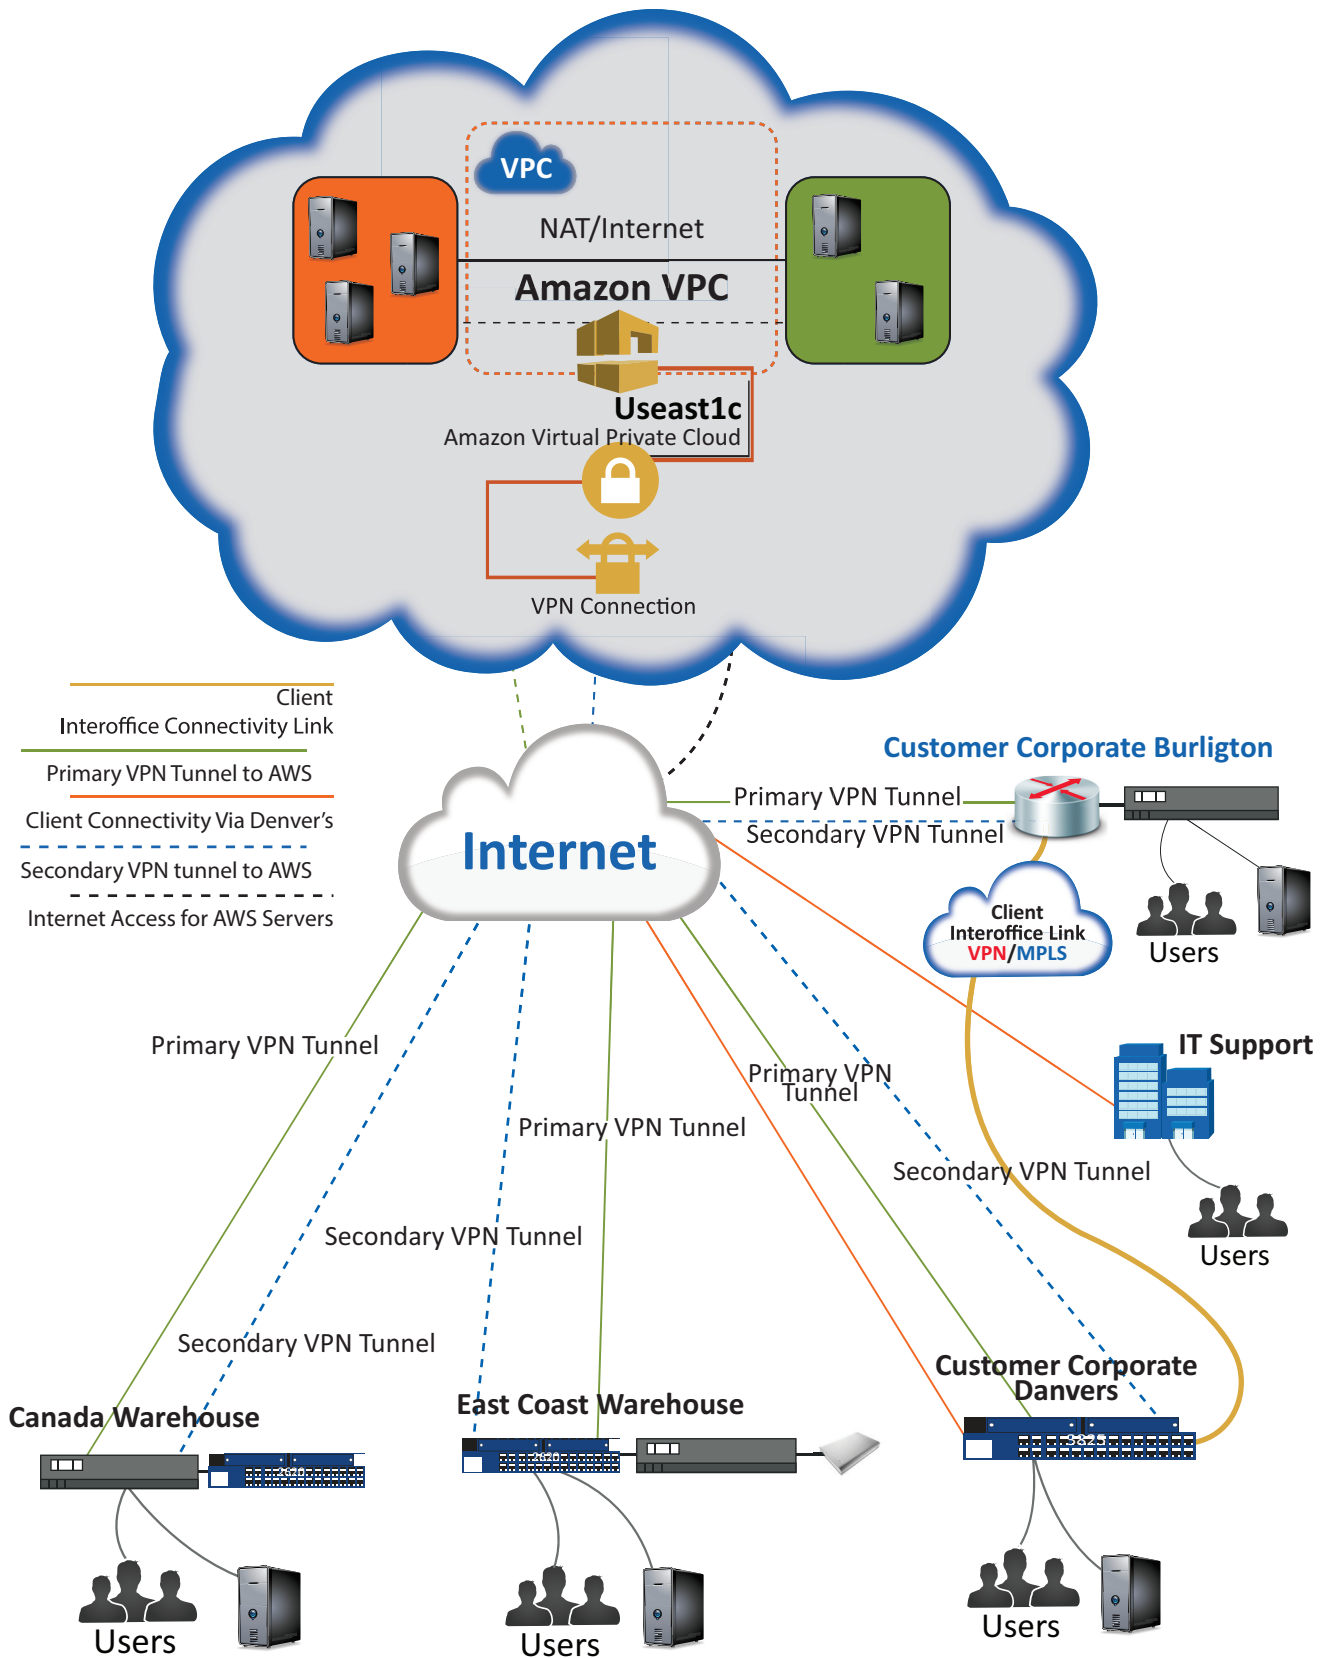 VPC
NAT/Internet
Amazon VPC
Useast1c
Amazon Virtual Private Cloud
VPN Connection
Client
Interoffice Connectivity Link
Primary VPN Tunnel to AWS
Client Connectivity Via Denver's
Secondary VPN tunnel to AWS
Internet Access for AWS Servers
Internet
Customer Corporate Burligton
Primary VPN Tunnel
Secondary VPN Tunnel
Client
Interoffice Link
VPN/MPLS
Users
IT Support
Users
Primary VPN Tunnel
Primary VPN
Tunnel
Primary VPN Tunnel
Secondary VPN Tunnel
Secondary VPN Tunnel
Secondary VPN Tunnel
Customer Corporate
Danvers
3825
East Coast Warehouse
2820
Canada Warehouse
2820
Users
Users
Users